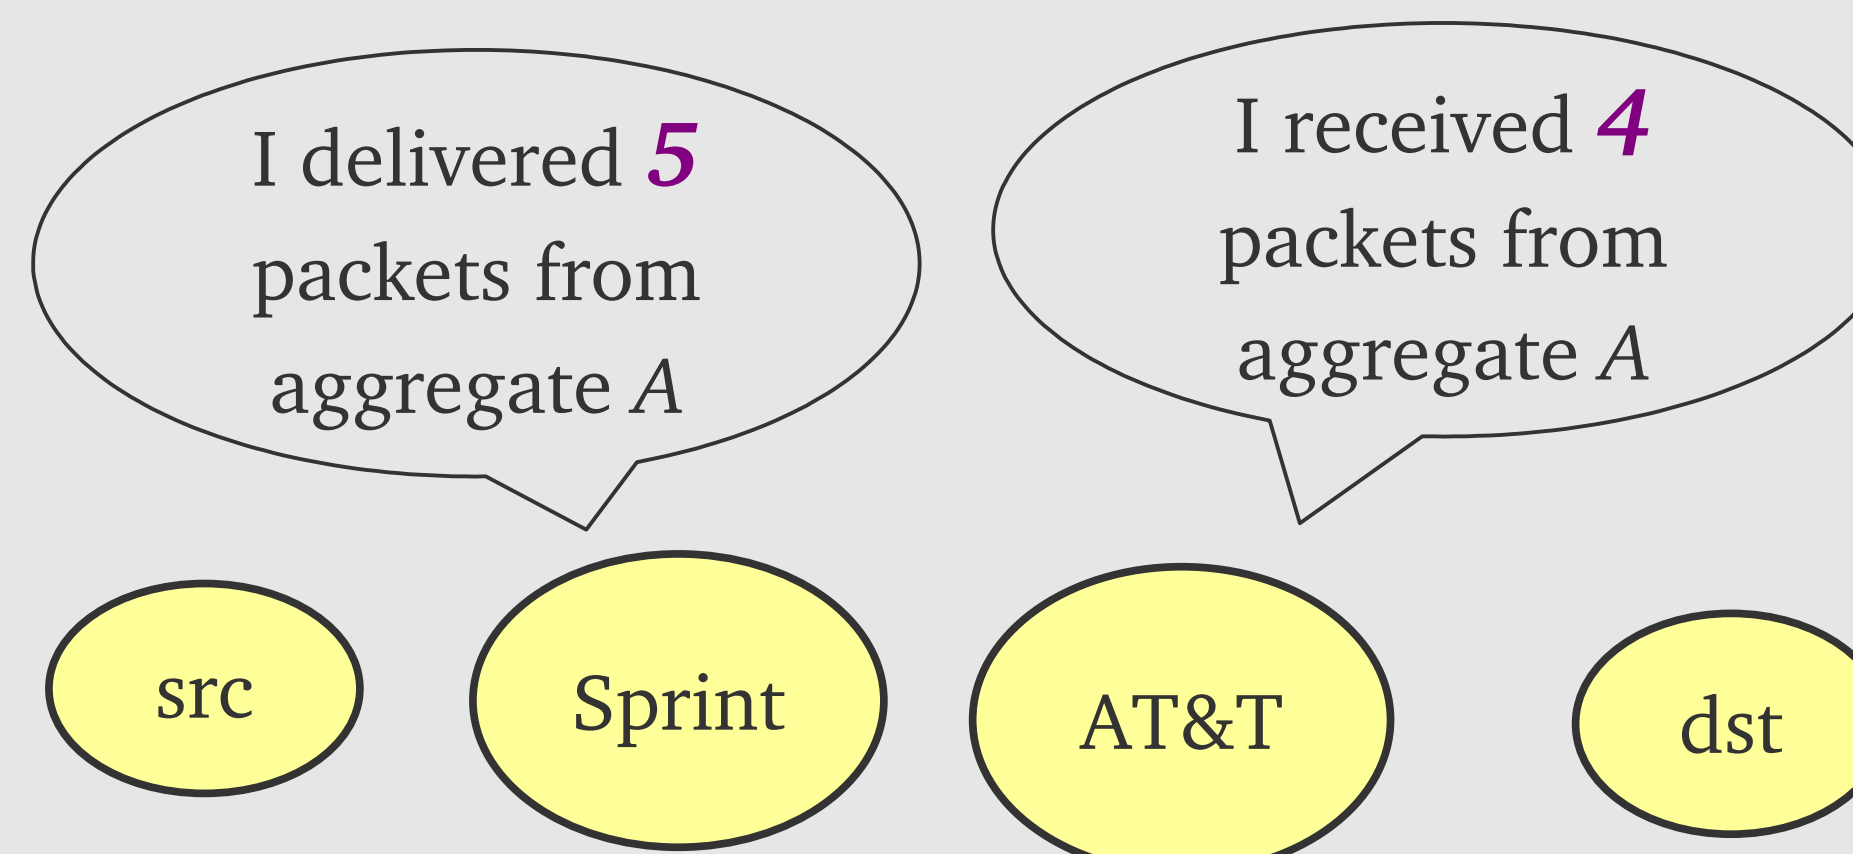 I delivered 5
packets from
aggregate A
I received 4
packets from
aggregate A
src
Sprint
AT&T
dst